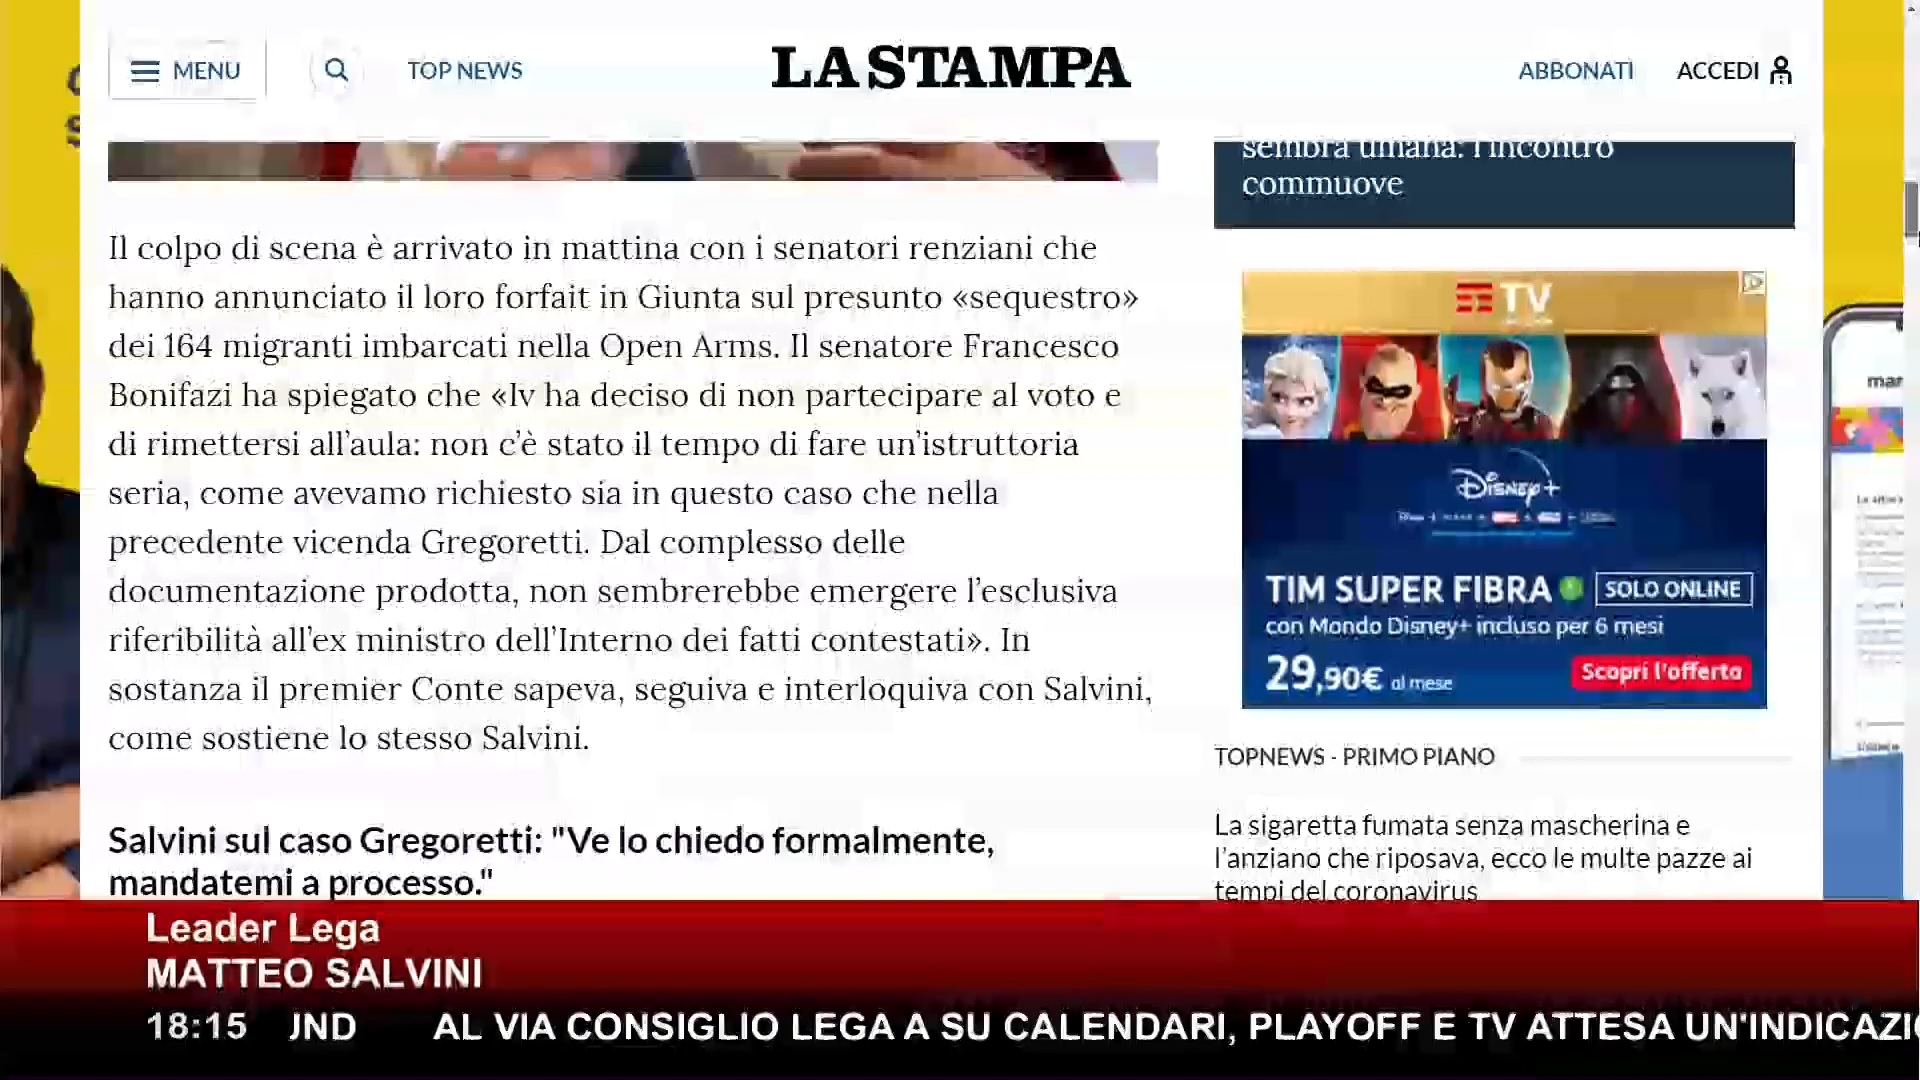 MENU
TOP NEWS
LA STAMPA
ABBONATI
ACCEDI
Il colpo di scena è arrivato in mattina con i senatori renziani che
hanno annunciato il loro forfait in Giunta sul presunto «sequestro»
dei 164 migranti imbarcati nella Open Arms. Il senatore Francesco
Bonifazi ha spiegato che «Iv ha deciso di non partecipare al voto e
di rimettersi all’aula: non c’è stato il tempo di fare un’istruttoria
seria, come avevamo richiesto sia in questo caso che nella
precedente vicenda Gregoretti. Dal complesso delle
documentazione prodotta, non sembrerebbe emergere l’esclusiva
riferibilità all’ex ministro dell’Interno dei fatti contestati». In
sostanza il premier Conte sapeva, seguiva e interloquiva con Salvini,
come sostiene lo stesso Salvini.
Salvini sul caso Gregoretti: "Ve lo chiedo formalmente,
mandatemi a processo."
sembra umana: l'incontro
commuove
TV
Disney+
TIM SUPER FIBRA
SOLO ONLINE
con Mondo Disney+ incluso per 6 mesi
29,90€ al mese
Scopri l'offerta
TOPNEWS - PRIMO PIANO
La sigaretta fumata senza mascherina e
l’anziano che riposava, ecco le multe pazze ai
tempi del coronavirus
Leader Lega
MATTEO SALVINI
18:15 JND AL VIA CONSIGLIO LEGA A SU CALENDARI, PLAYOFF E TV ATTESA UN'INDICAZI